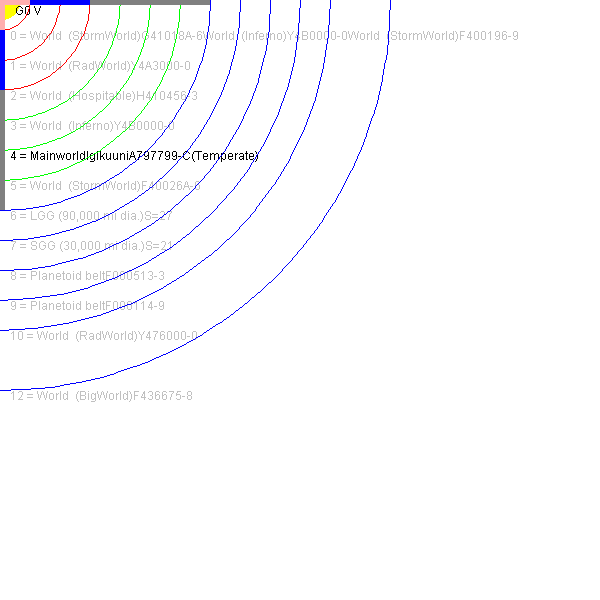 G0 V
0 = World (StormWorld)G41018A-6World (Inferno)Y4B0000-0World (StormWorld)F400196-9
1 = World (RadWorld)Y4A3000-0
2 = World (Hospitable)H410456-3
3 = World (Inferno)Y4B0000-0
4 = MainworldIgikuuniA797799-C(Temperate)
5 = World (StormWorld)F40026A-6
6 = LGG (90,000 mi dia.)S=27
7 = SGG (30,000 mi dia.)S=21
8 = Planetoid beltF000513-3
9 = Planetoid beltF000114-9
10 = World (RadWorld)Y476000-0
12 = World (BigWorld)F436675-8